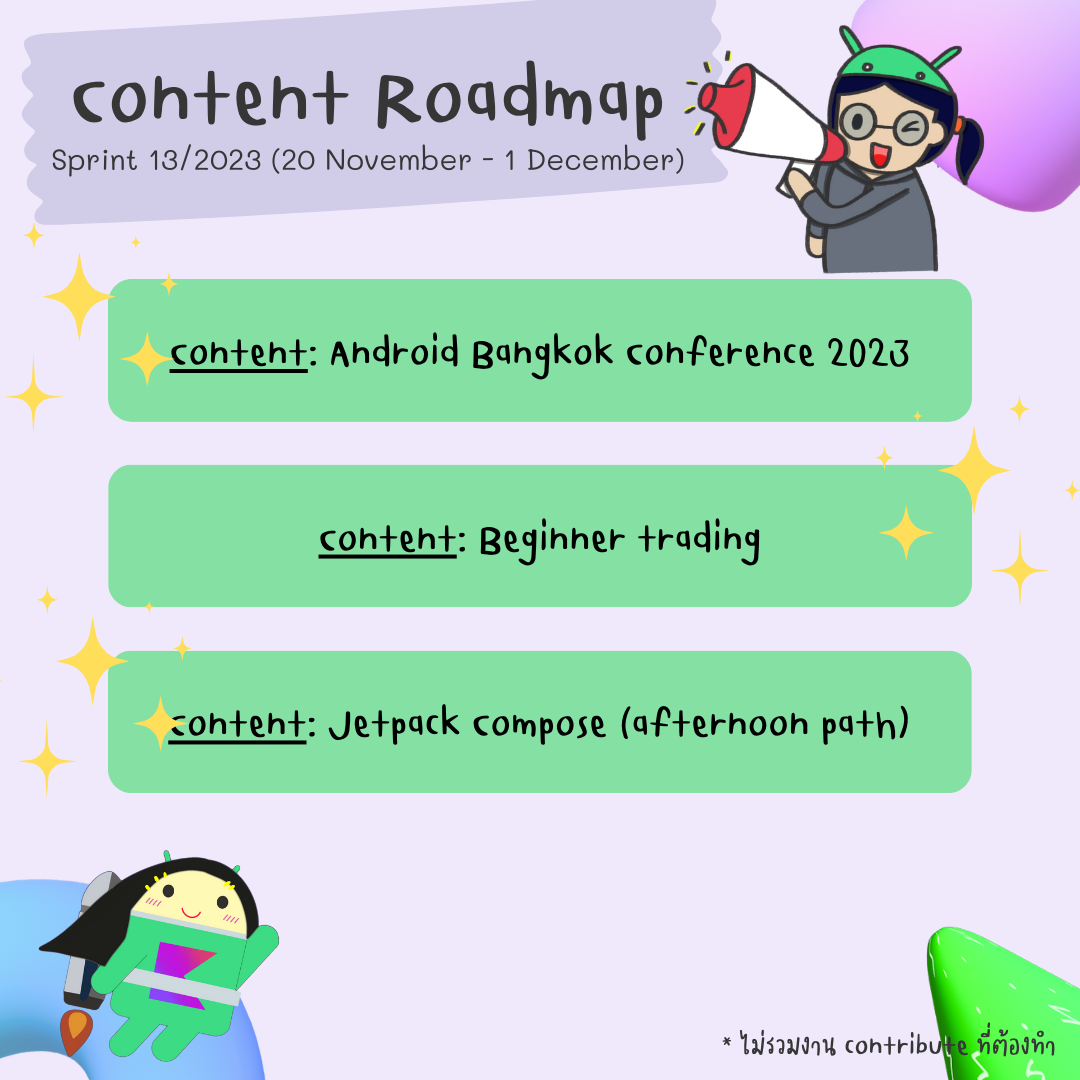 Content Roadmap
Sprint 13/2023 (20 November - 1 December)
Content: Android Bangkok Conference 2023
Content: Beginner trading
Content: Jetpack Compose (afternoon path)
* ไม่รวมงาน contribute ที่ต้องทำ